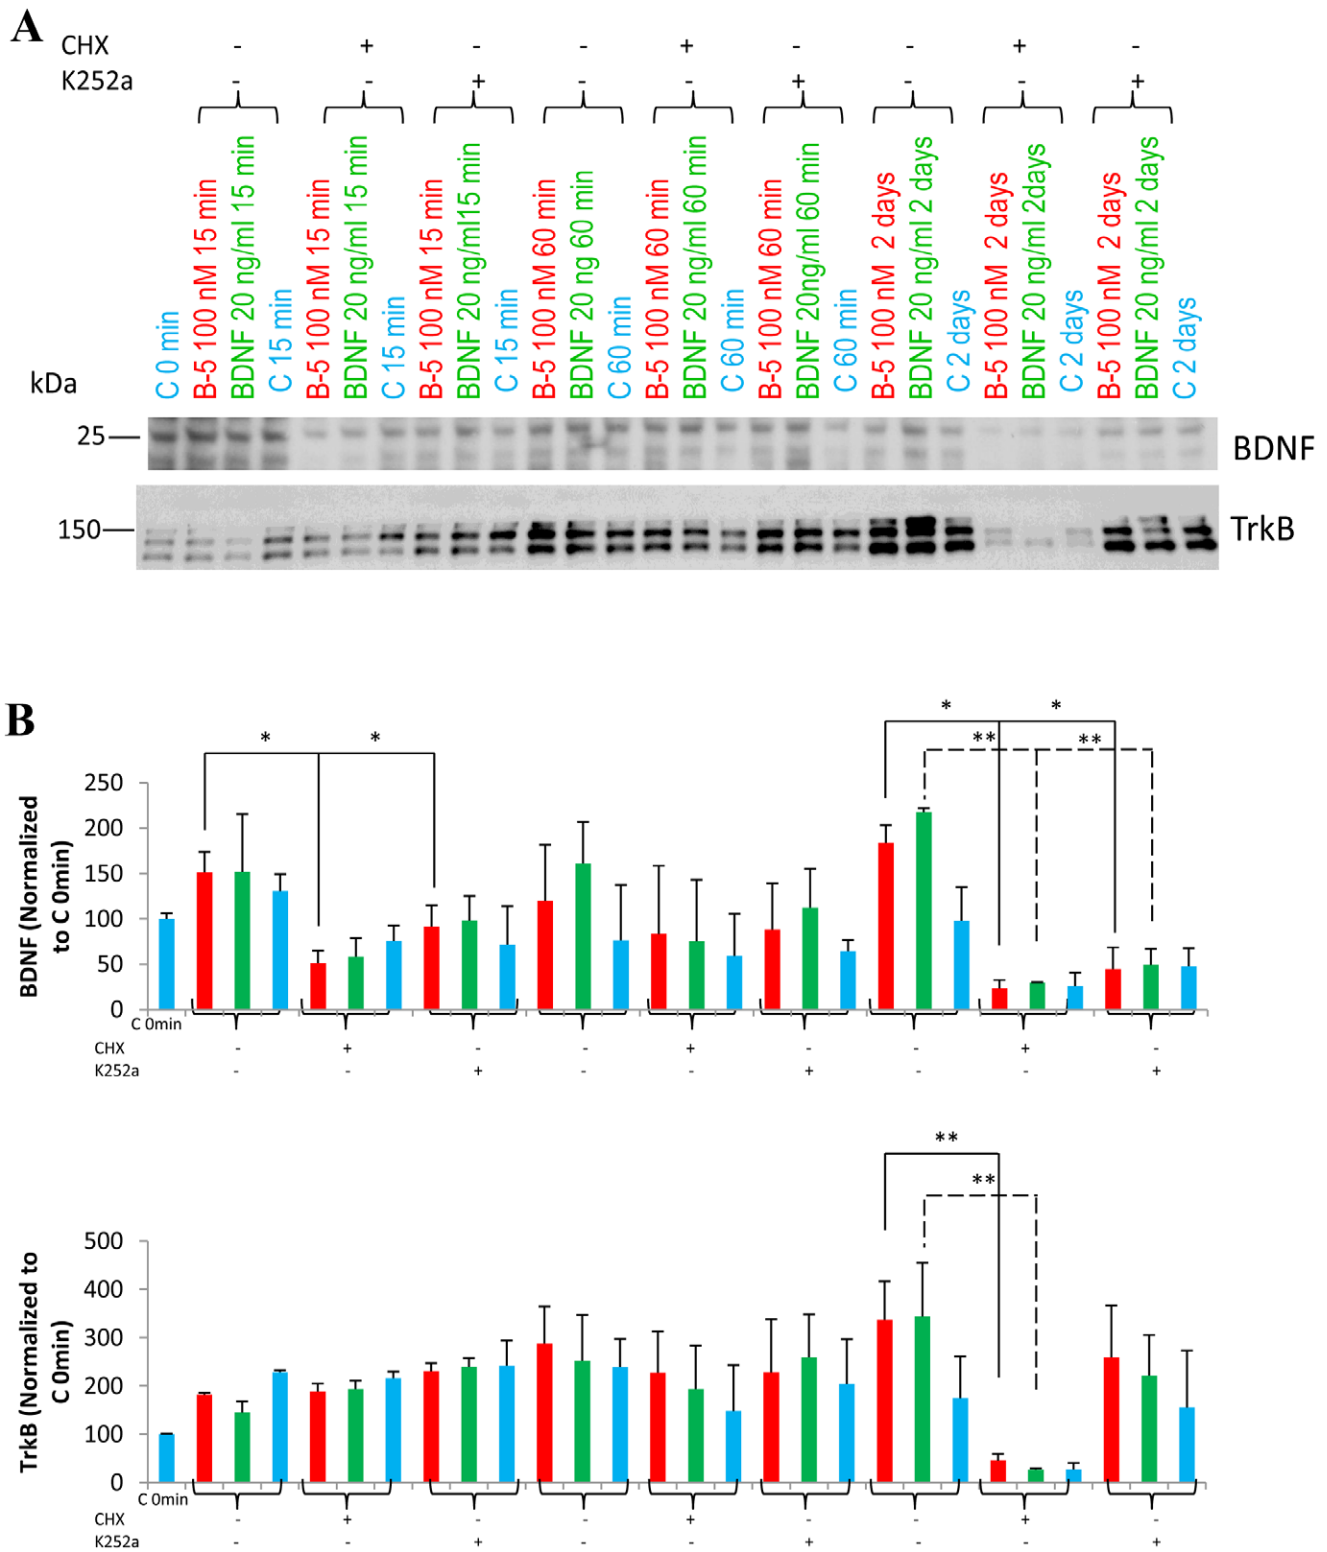 A
CHX - + - - + - - + -
K252a - - + - - + - - +
C 0 min
B-5 100 nM 15 min
BDNF 20 ng/ml 15 min
C 15 min
B-5 100 nM 15 min
BDNF 20 ng/ml 15 min
C 15 min
B-5 100 nM 15 min
BDNF 20 ng/ml15 min
C 15 min
B-5 100 nM 60 min
BDNF 20 ng 60 min
C 60 min
B-5 100 nM 60 min
BDNF 20 ng/ml 60 min
C 60 min
B-5 100 nM 60 min
BDNF 20ng/ml 60 min
C 60 min
B-5 100 nM 2 days
BDNF 20 ng/ml 2 days
C 2 days
B-5 100 nM 2 days
BDNF 20 ng/ml 2days
C 2 days
B-5 100 nM 2 days
BDNF 20 ng/ml 2 days
C 2 days
kDa
25
BDNF
150
TrkB
B
* * * *
** **
BDNF (Normalized
to C 0min)
250
200
150
100
50
0
C 0min
CHX - + - - + - - + -
K252a - - + - - + - - +
**
**
TrkB (Normalized to
C 0min)
500
400
300
200
100
0
C 0min
CHX - + - - + - - + -
K252a - - + - - + - - +